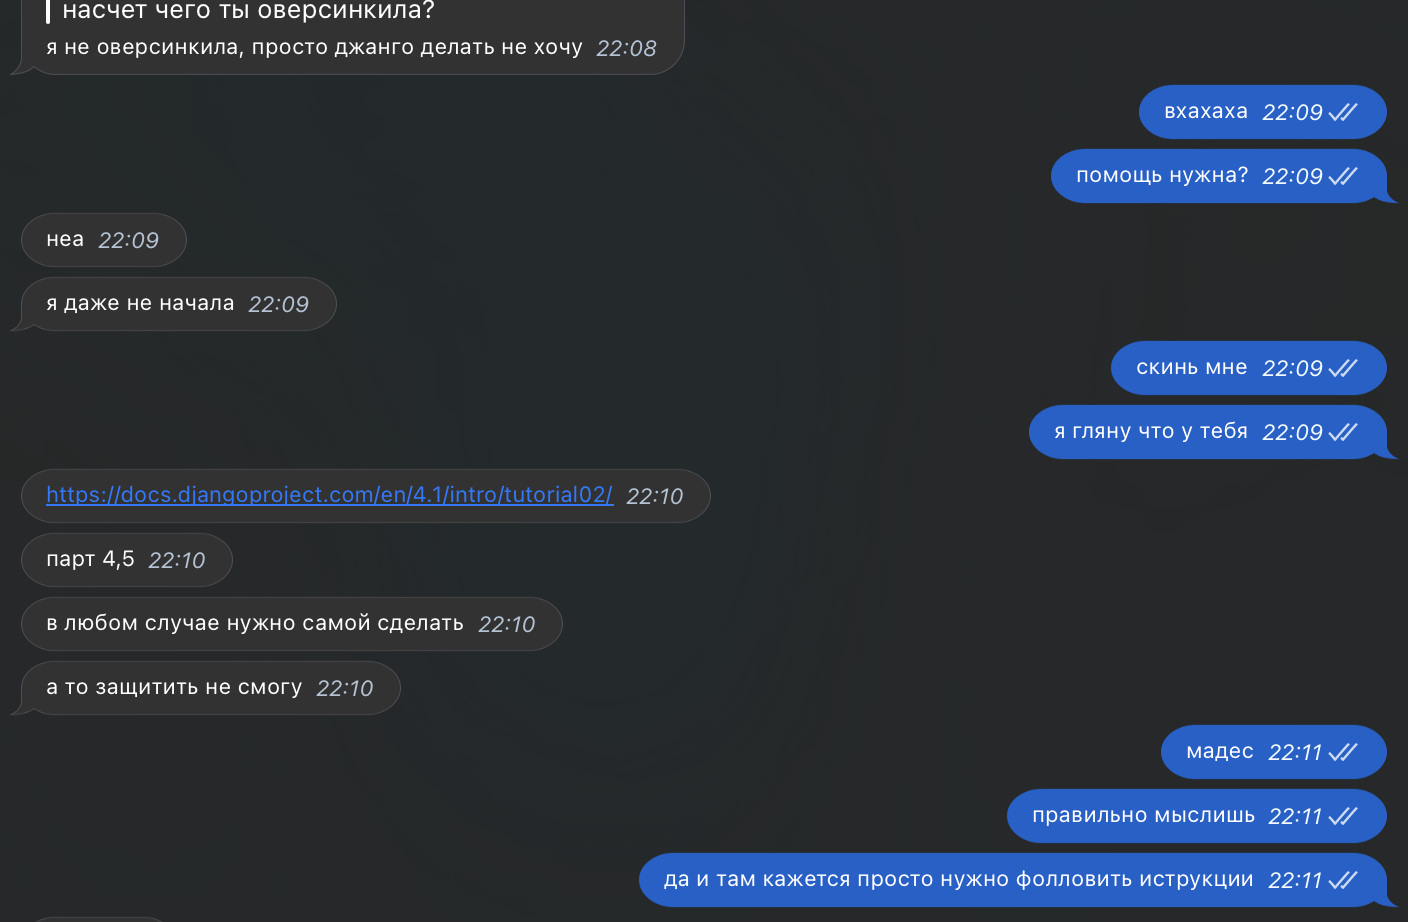 насчет чего ты оверсинкила?
я не оверсинкила, просто джанго делать не хочу 22:08
вхахаха 22:09
помощь нужна? 22:09
неа 22:09
я даже не начала 22:09
скинь мне 22:09
я гляну что у тебя 22:09
https://docs.djangoproject.com/en/4.1/intro/tutorial02/ 22:10
парт 4,5 22:10
в любом случае нужно самой сделать 22:10
а то защитить не смогу 22:10
мадес 22:11
правильно мыслишь 22:11
да и там кажется просто нужно фолловить иструкции 22:11